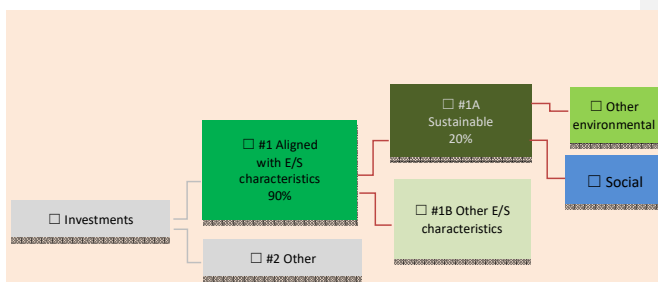 ☐ Investments
☐ #1 Aligned
with E/S
characteristics
90%
☐ #2 Other
☐ #1A
Sustainable
20%
☐ #1B Other E/S
characteristics
☐ Other
environmental
☐ Social